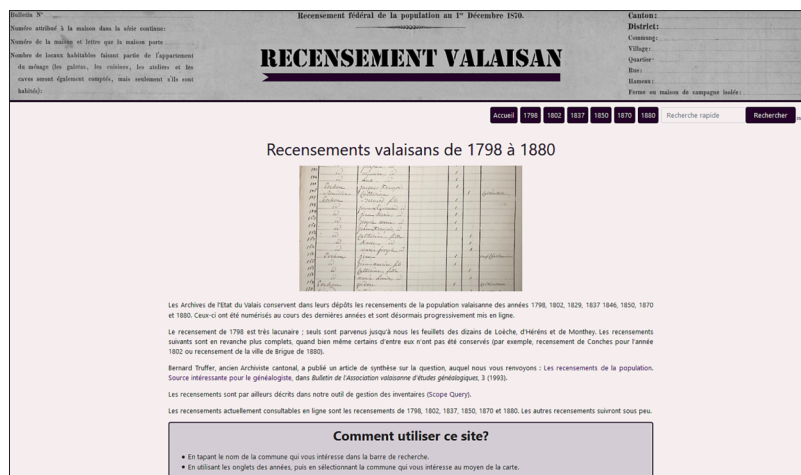 Bulletin N°
Numéro attribué à la maison dans la série continue:
Numéro de la maison et lettre que la maison porte
Nombre de locaux habitables faisant partie de l'appartement
du ménage (les galetas, les cuisines, les ateliers et les
caves seront également comptés, mais seulement s'ils sont
habités):
Recensement fédéral de la population au 1er Décembre 1870.
RECENSEMENT VALAISAN
Canton:
District:
Commune:
Village:
Quartier:
Rue:
Hameau:
Ferme ou maison de campagne isolée:
Accueil 1798 1802 1837 1850 1870 1880 Recherche rapide Rechercher
Recensements valaisans de 1798 à 1880
Les Archives de l'Etat du Valais conservent dans leurs dépôts les recensements de la population valaisanne des années 1798, 1802, 1829, 1837 1846, 1850, 1870
et 1880. Ceux-ci ont été numérisés au cours des dernières années et sont désormais progressivement mis en ligne.
Le recensement de 1798 est très lacunaire ; seuls sont parvenus jusqu'à nous les feuillets des dizains de Loèche, d'Hérens et de Monthey. Les recensements
suivants sont en revanche plus complets, quand bien même certains d'entre eux n'ont pas été conservés (par exemple, recensement de Conches pour l'année
1802 ou recensement de la ville de Brigue de 1880).
Bernard Truffer, ancien Archiviste cantonal, a publié un article de synthèse sur la question, auquel nous vous renvoyons : Les recensements de la population.
Source intéressante pour le généalogiste, dans Bulletin de l'Association valaisanne d'études généalogiques, 3 (1993).
Les recensements sont par ailleurs décrits dans notre outil de gestion des inventaires (Scope Query).
Les recensements actuellement consultables en ligne sont les recensements de 1798, 1802, 1837, 1850, 1870 et 1880. Les autres recensements suivront sous peu.
Comment utiliser ce site?
• En tapant le nom de la commune qui vous intéresse dans la barre de recherche.
• En utilisant les onglets des années, puis en sélectionnant la commune qui vous intéresse au moyen de la carte.